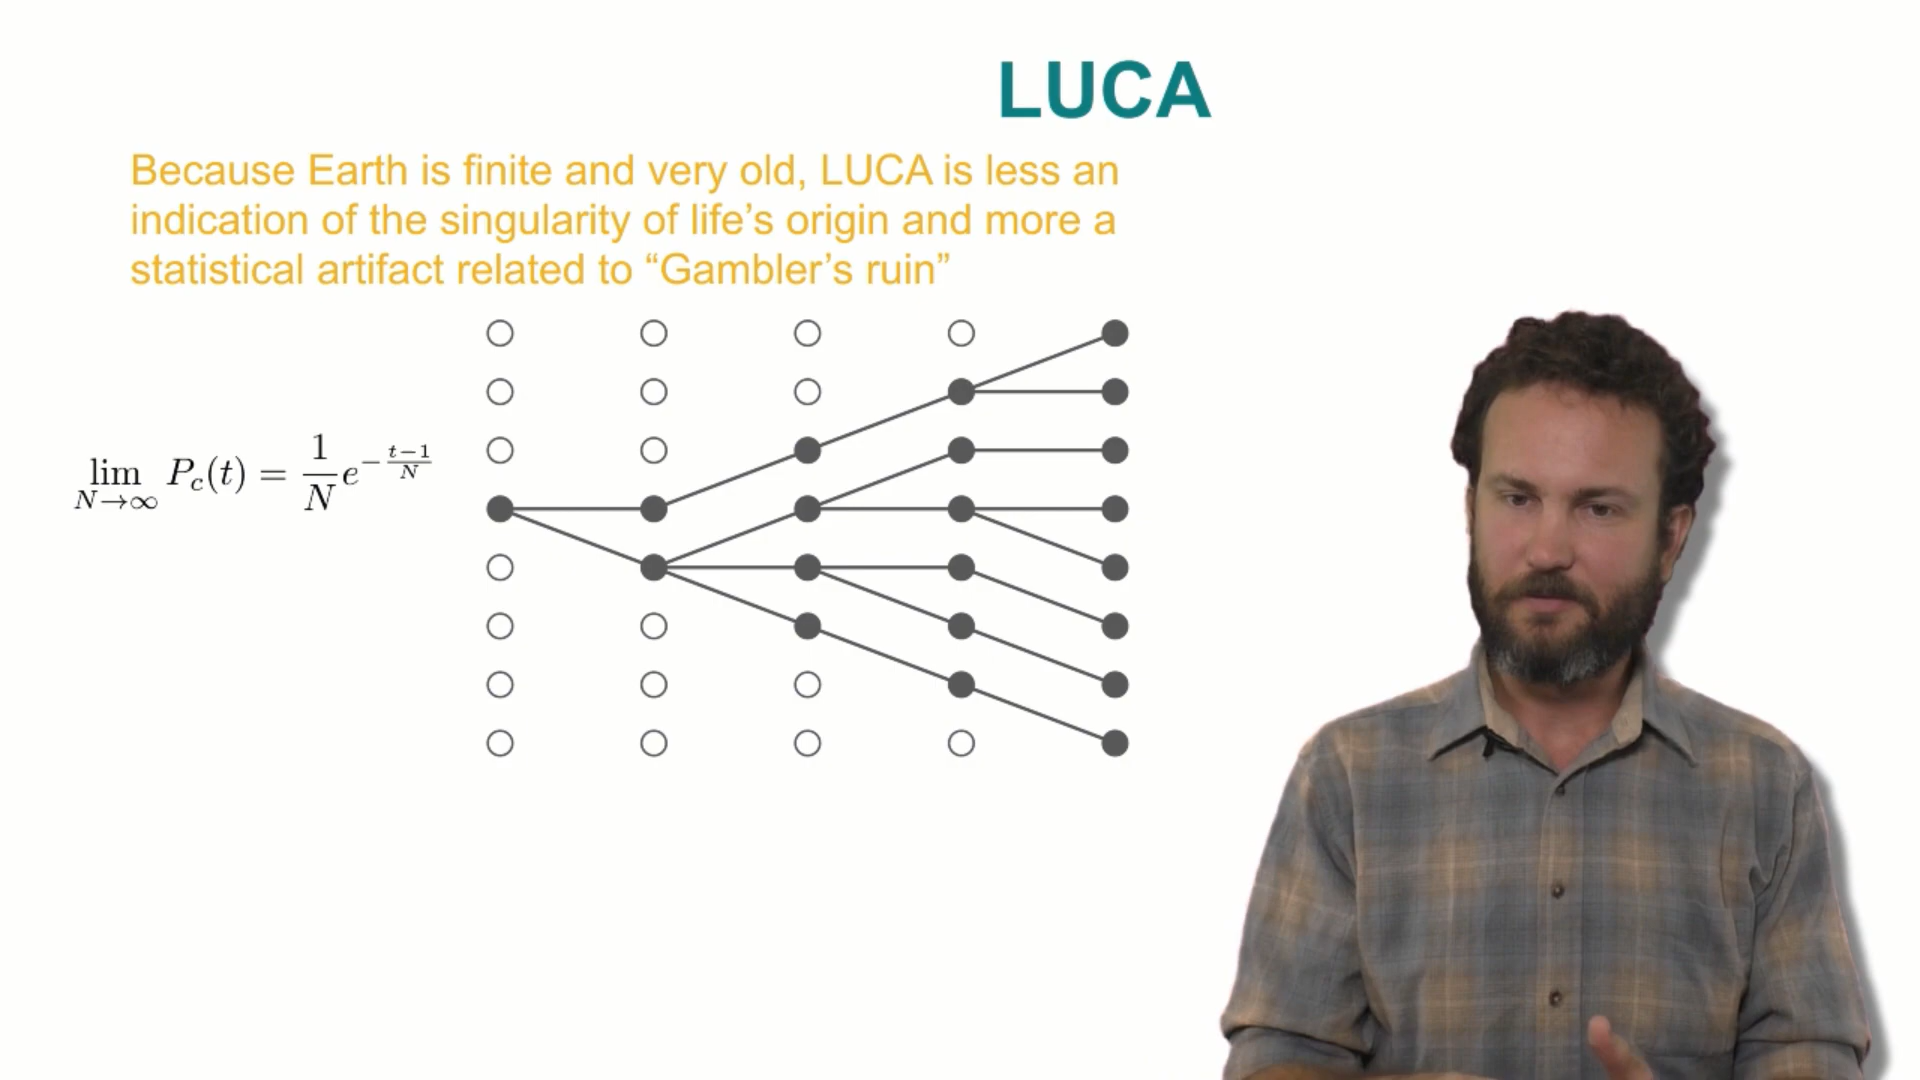 LUCA
Because Earth is finite and very old, LUCA is less an
indication of the singularity of life’s origin and more a
statistical artifact related to “Gambler’s ruin”
lim N→∞ P_c(t) = 1/N e^{-(t-1)/N}